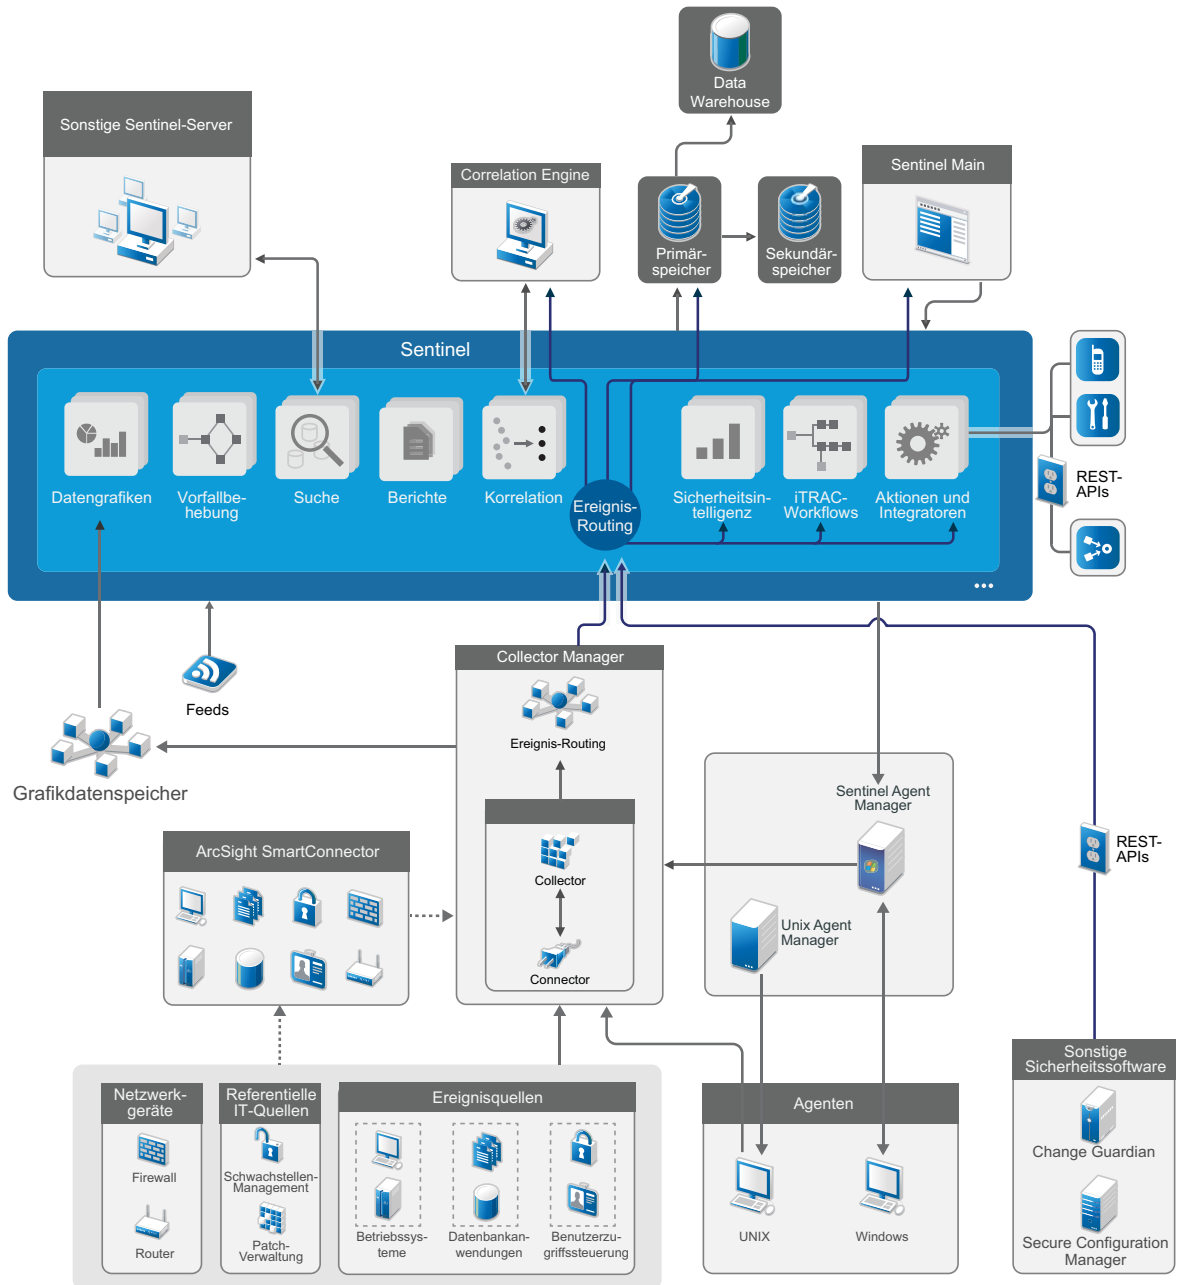 Data
Warehouse
Sonstige Sentinel-Server
Correlation Engine
Sentinel Main
Primär-
speicher
Sekundär-
speicher
Sentinel
Datengrafiken
Vorfallbe-
hebung
Suche
Berichte
Korrelation
Ereignis-
Routing
Sicherheitsin-
telligenz
iTRAC-
Workflows
Aktionen und
Integratoren
REST-
APIs
Feeds
Collector Manager
Ereignis-Routing
Grafikdatenspeicher
Sentinel Agent
Manager
ArcSight SmartConnector
Collector
REST-
APIs
Unix Agent
Manager
Connector
Sonstige
Sicherheitssoftware
Netzwerk-
geräte
Referentielle
IT-Quellen
Ereignisquellen
Agenten
Firewall
Schwachstellen-
Management
Change Guardian
Router
Patch-
Verwaltung
Betriebssys-
teme
Datenbankan-
wendungen
Benutzerzu-
griffssteuerung
UNIX
Windows
Secure Configuration
Manager